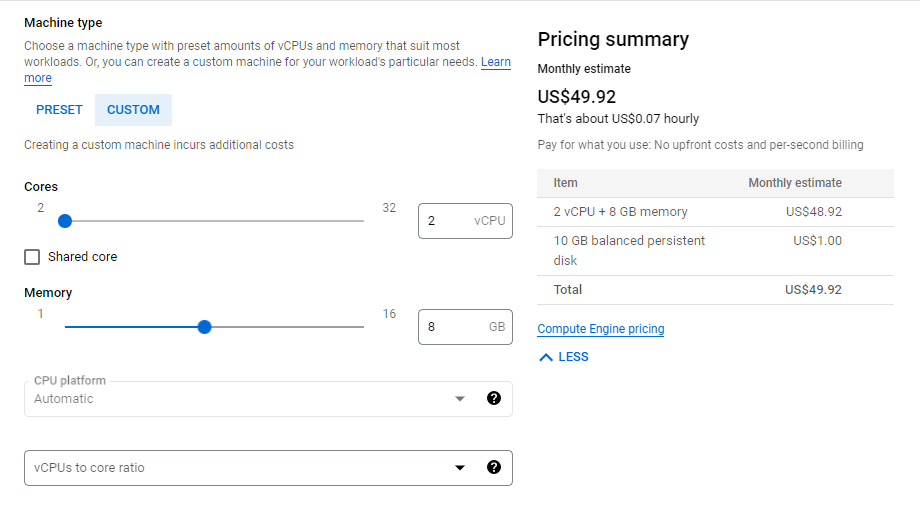 Machine type
Choose a machine type with preset amounts of vCPUs and memory that suit most
workloads. Or, you can create a custom machine for your workload's particular needs. Learn
more
PRESET CUSTOM
Creating a custom machine incurs additional costs
Cores
2 32
2 vCPU
Shared core
Memory
1 16
8 GB
CPU platform
Automatic
vCPUs to core ratio
Pricing summary
Monthly estimate
US$49.92
That's about US$0.07 hourly
Pay for what you use: No upfront costs and per-second billing
Item Monthly estimate
2 vCPU + 8 GB memory US$48.92
10 GB balanced persistent US$1.00
disk
Total US$49.92
Compute Engine pricing
LESS